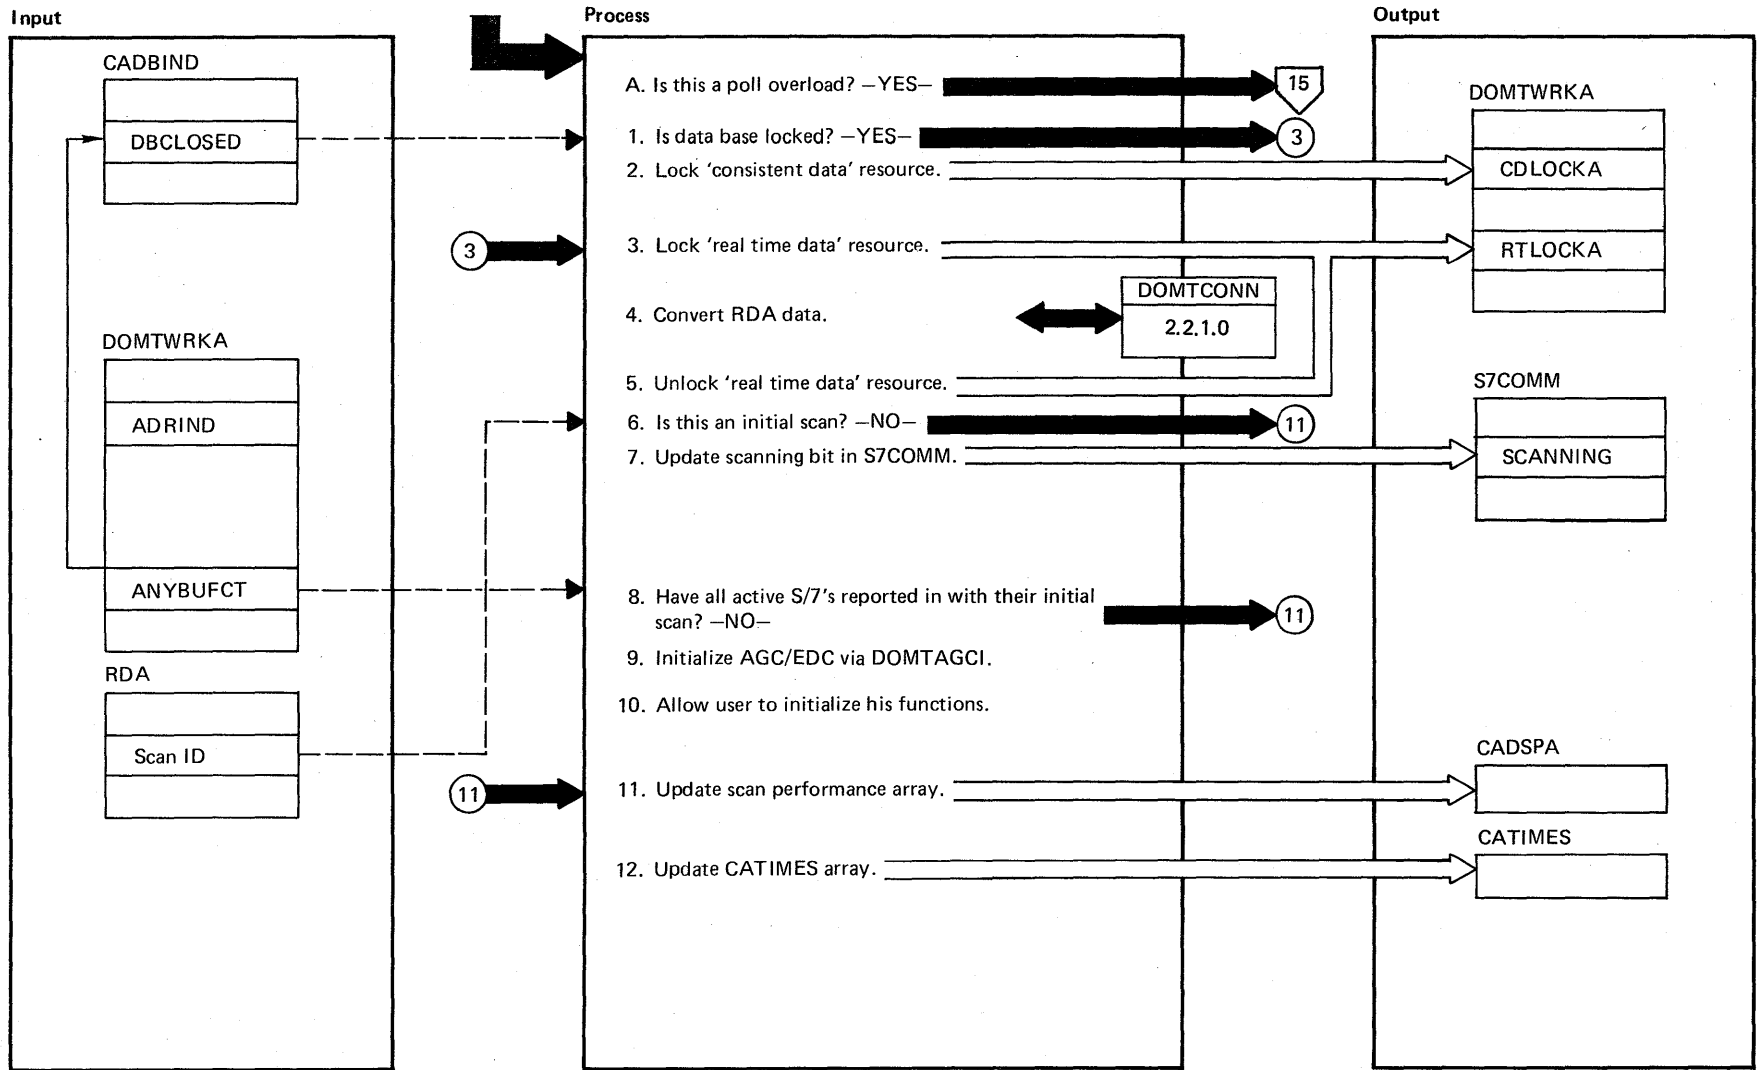 Input
Process
Output
CADBIND
DBCLOSED
DOMTWRKA
ADRIND
ANYBUFCT
RDA
Scan ID
A. Is this a poll overload? —YES—
15
1. Is data base locked? —YES—
3
2. Lock 'consistent data' resource.
3
3. Lock 'real time data' resource.
4. Convert RDA data.
DOMTCONN
2.2.1.0
5. Unlock 'real time data' resource.
6. Is this an initial scan? —NO—
11
7. Update scanning bit in S7COMM.
8. Have all active S/7's reported in with their initial
scan? —NO—
11
9. Initialize AGC/EDC via DOMTAGCI.
10. Allow user to initialize his functions.
11
11. Update scan performance array.
12. Update CATIMES array.
DOMTWRKA
CDLOCKA
RTLOCKA
S7COMM
SCANNING
CADSPA
CATIMES